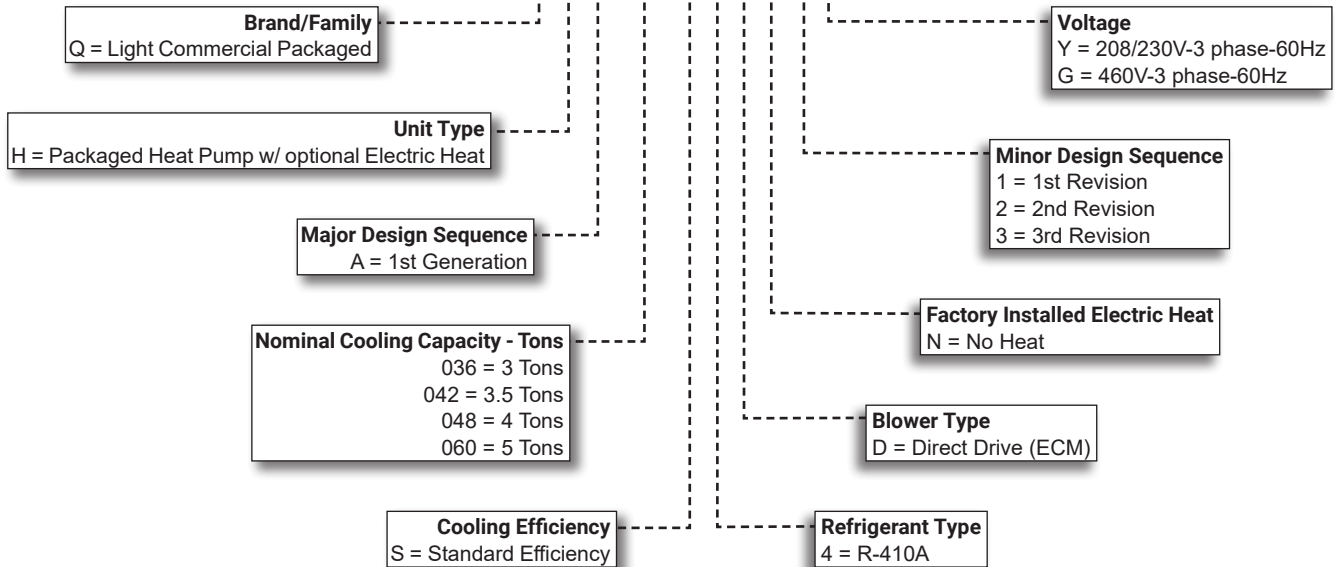 Brand/Family
Q = Light Commercial Packaged
Unit Type
H = Packaged Heat Pump w/ optional Electric Heat
Major Design Sequence
A = 1st Generation
Nominal Cooling Capacity - Tons
036 = 3 Tons
042 = 3.5 Tons
048 = 4 Tons
060 = 5 Tons
Cooling Efficiency
S = Standard Efficiency
Voltage
Y = 208/230V-3 phase-60Hz
G = 460V-3 phase-60Hz
Minor Design Sequence
1 = 1st Revision
2 = 2nd Revision
3 = 3rd Revision
Factory Installed Electric Heat
N = No Heat
Blower Type
D = Direct Drive (ECM)
Refrigerant Type
4 = R-410A